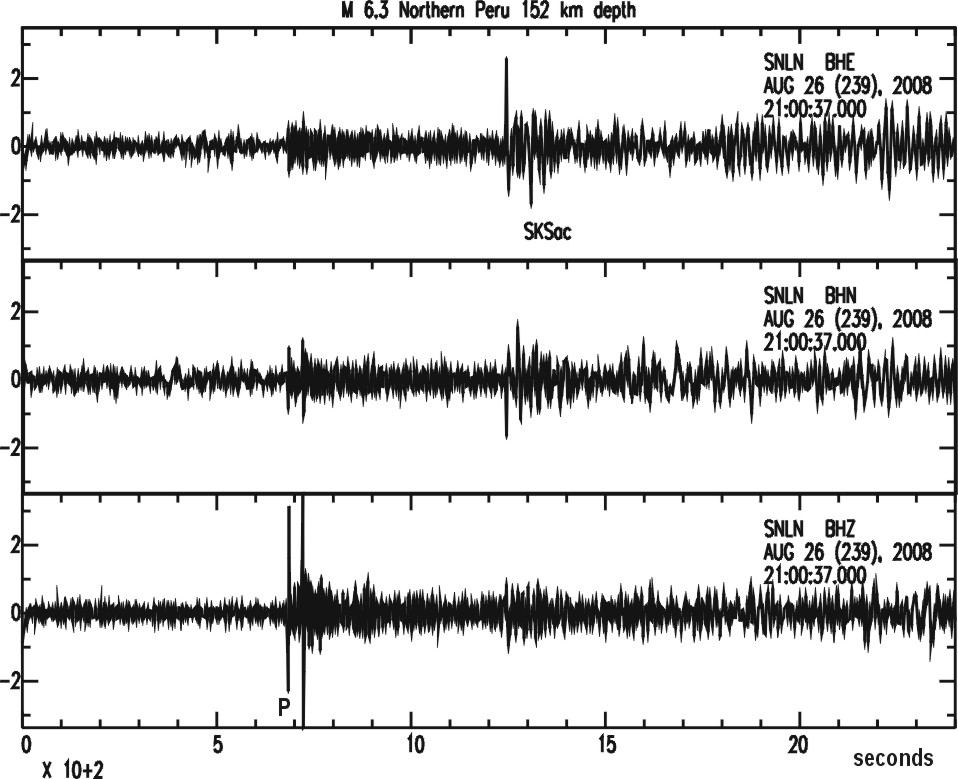 M 6.3 Northern Peru 152 km depth
2
0
-2
SNLN BHE
AUG 26 (239), 2008
21:00:37.000
SKSac
2
0
-2
SNLN BHN
AUG 26 (239), 2008
21:00:37.000
2
0
-2
SNLN BHZ
AUG 26 (239), 2008
21:00:37.000
P
0 5 10 15 20
X 10+2 seconds